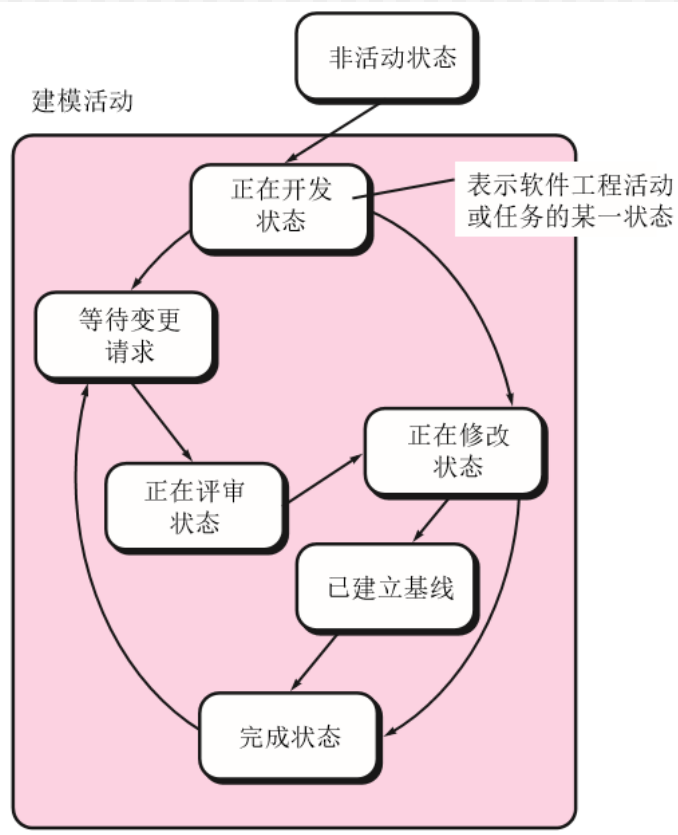 非活动状态
建模活动
正在开发
状态
表示软件工程活动
或任务的某一状态
等待变更
请求
正在修改
状态
正在评审
状态
已建立基线
完成状态